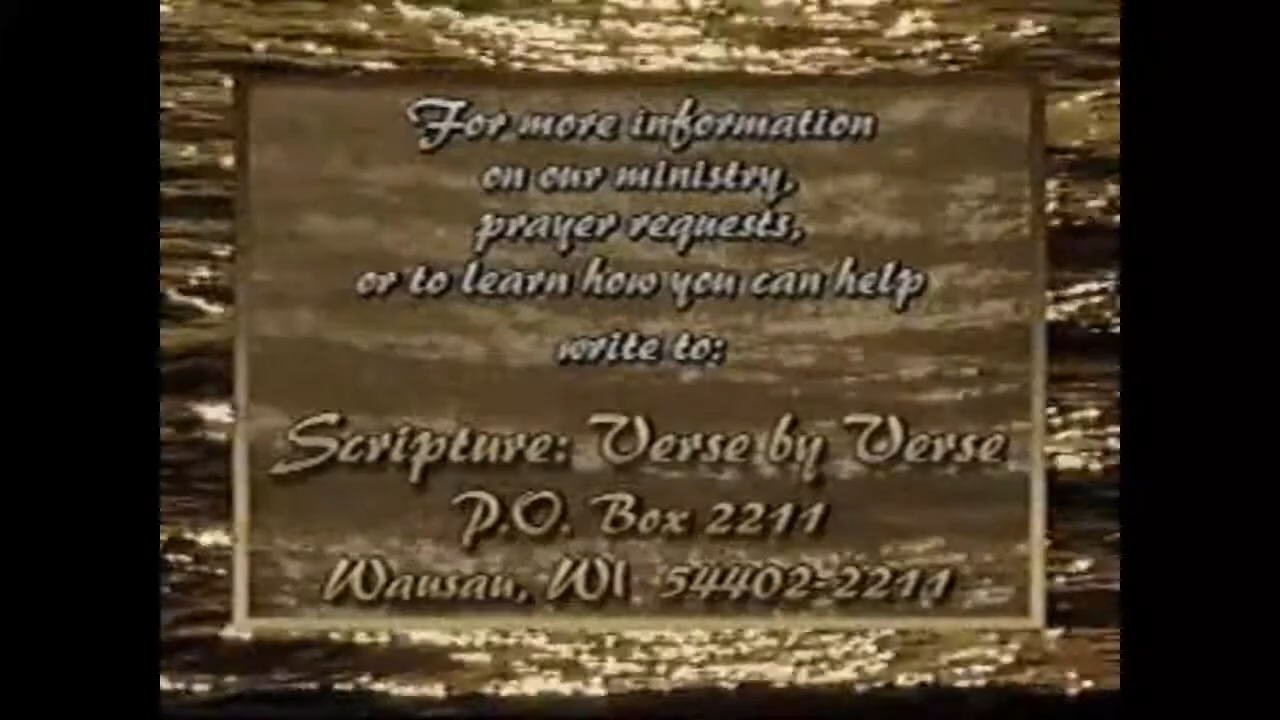 For more information
on our ministry,
prayer requests,
or to learn how you can help
write to:
Scripture: Verse by Verse
P.O. Box 2211
Wausau, WI 54402-2211